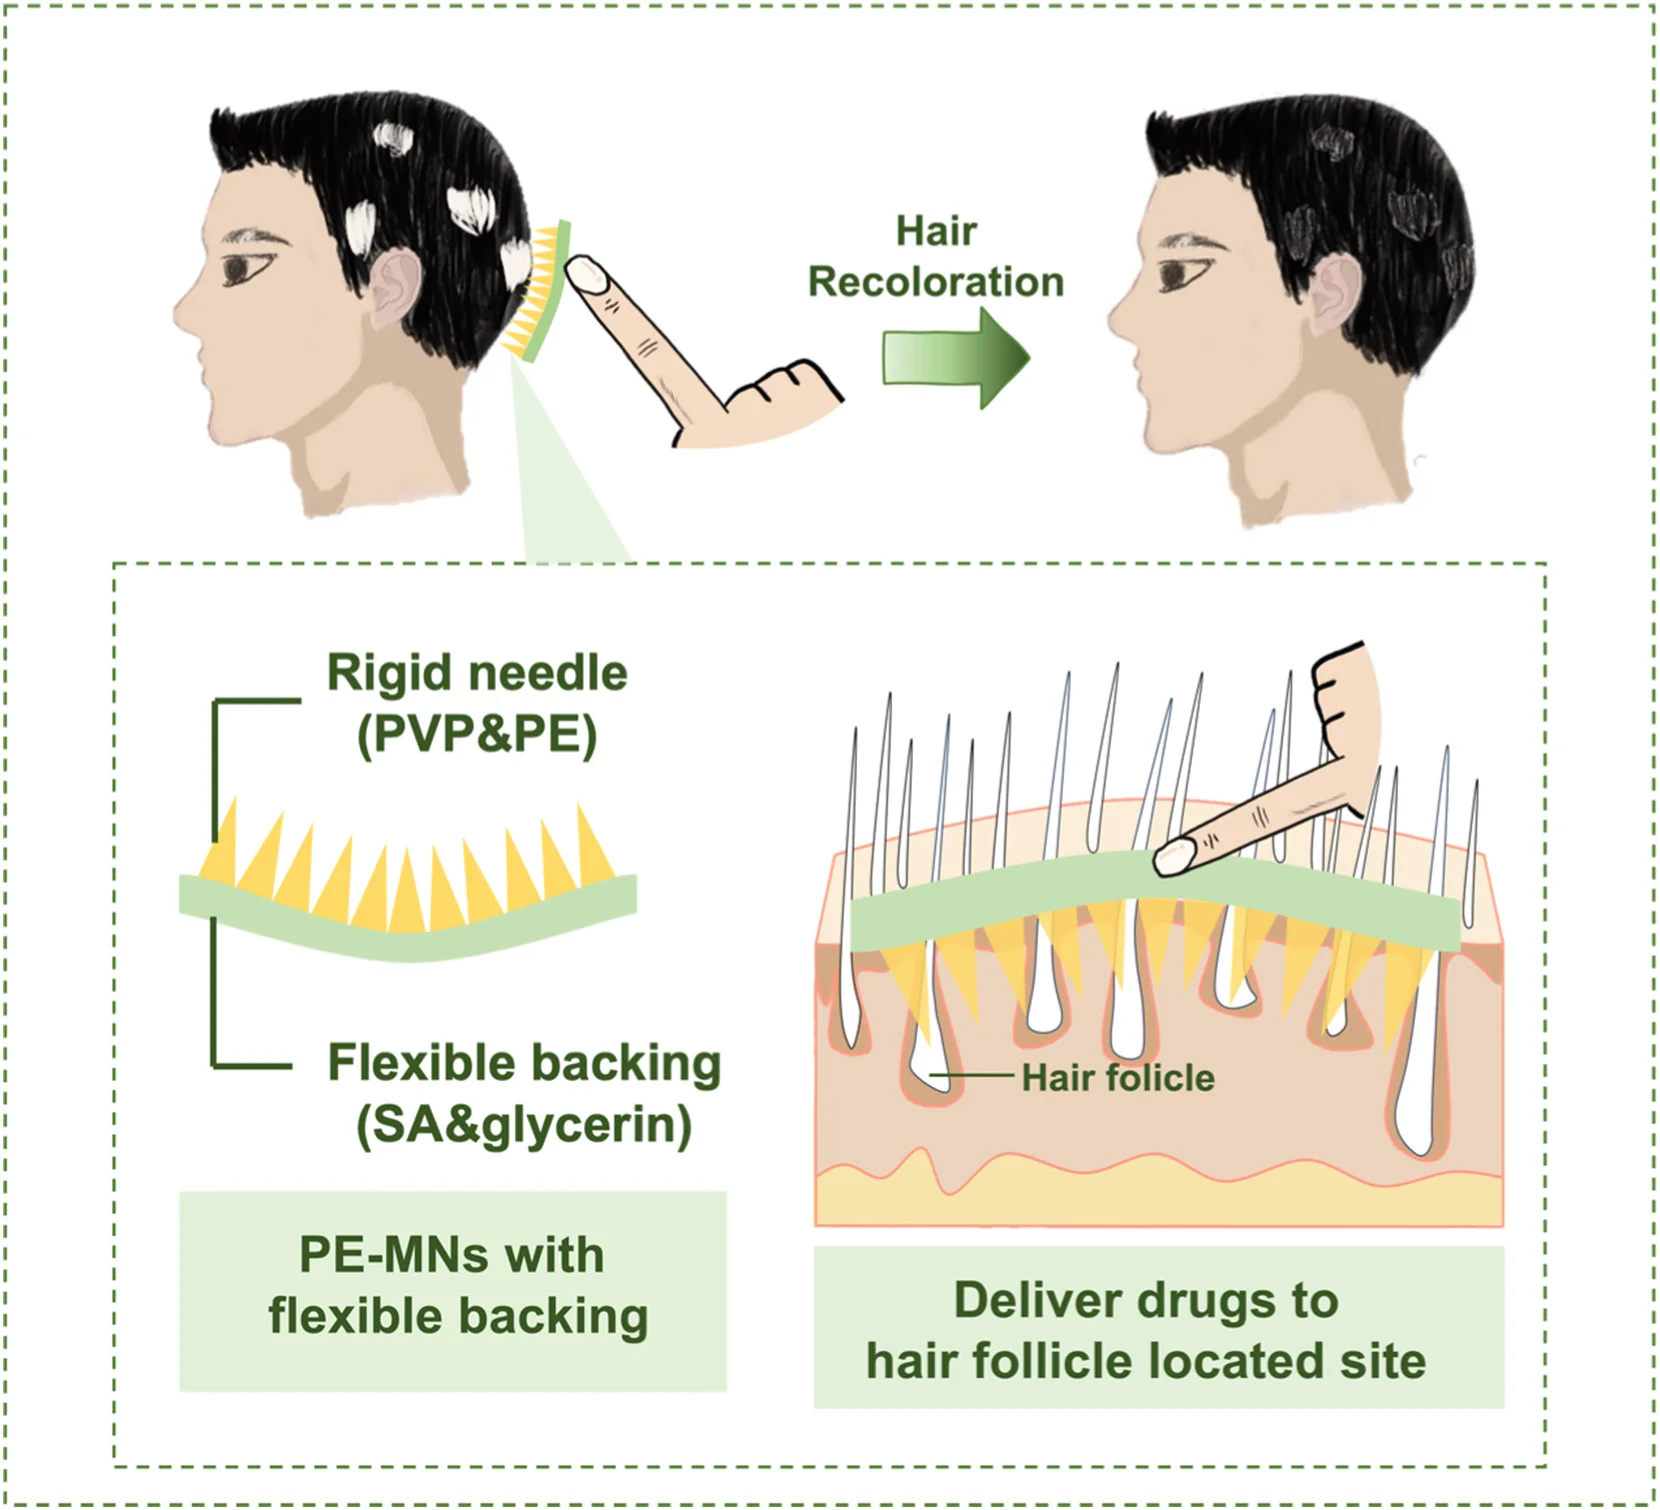 Hair
Recoloration
Rigid needle
(PVP&PE)
Flexible backing
(SA&glycerin)
PE-MNs with
flexible backing
Hair folicle
Deliver drugs to
hair follicle located site